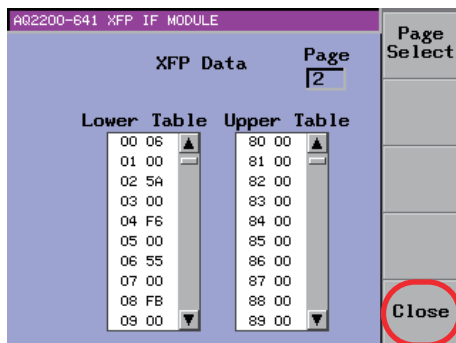 AQ2200-641 XFP IF MODULE
XFP Data
Page
2
Lower Table
00 06
01 00
02 5A
03 00
04 F6
05 00
06 55
07 00
08 FB
09 00
Upper Table
80 00
81 00
82 00
83 00
84 00
85 00
86 00
87 00
88 00
89 00
Page
Select
Close